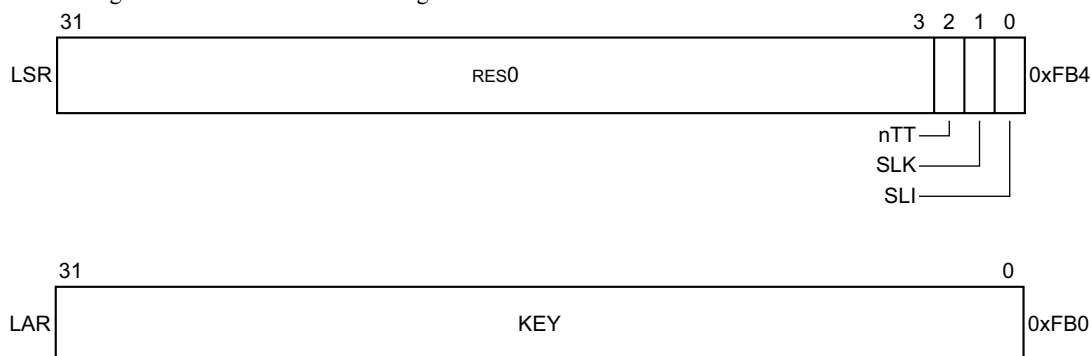 31 3 2 1 0
LSR RES0 0xFB4
nTT
SLK
SLI
31 0
LAR KEY 0xFB0